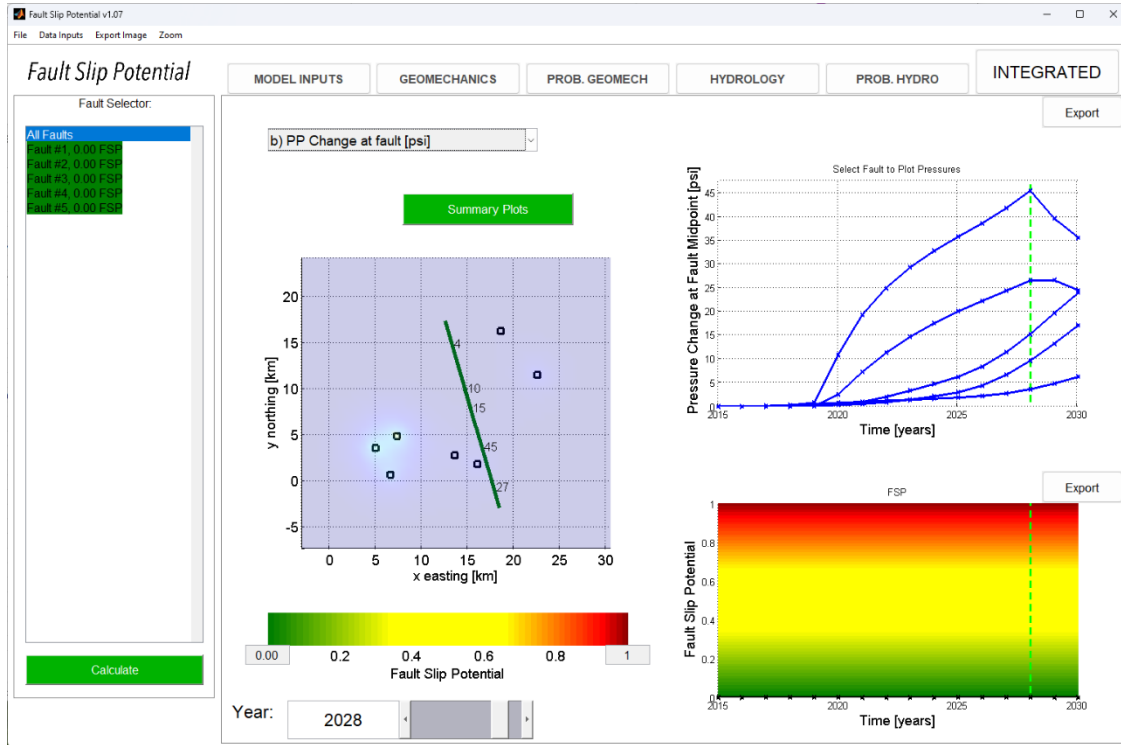 Fault Slip Potential v1.07
File Data Inputs Export Image Zoom
Fault Slip Potential
MODEL INPUTS GEOMECHANICS PROB. GEOMECH HYDROLOGY PROB. HYDRO INTEGRATED
Fault Selector:
All Faults
Fault #1, 0.00 FSP
Fault #2, 0.00 FSP
Fault #3, 0.00 FSP
Fault #4, 0.00 FSP
Fault #5, 0.00 FSP
Calculate
Export
b) PP Change at fault [psi]
Summary Plots
20
15
10
5
0
-5
4
10
15
45
27
0 5 10 15 20 25 30
y northing [km]
x easting [km]
0.00 0.2 0.4 0.6 0.8 1
Fault Slip Potential
Year: 2028
Select Fault to Plot Pressures
45
40
35
30
25
20
15
10
5
0
2015 2020 2025 2030
Pressure Change at Fault Midpoint [psi]
Time [years]
Export
FSP
1
0.8
0.6
0.4
0.2
0
2015 2020 2025 2030
Fault Slip Potential
Time [years]